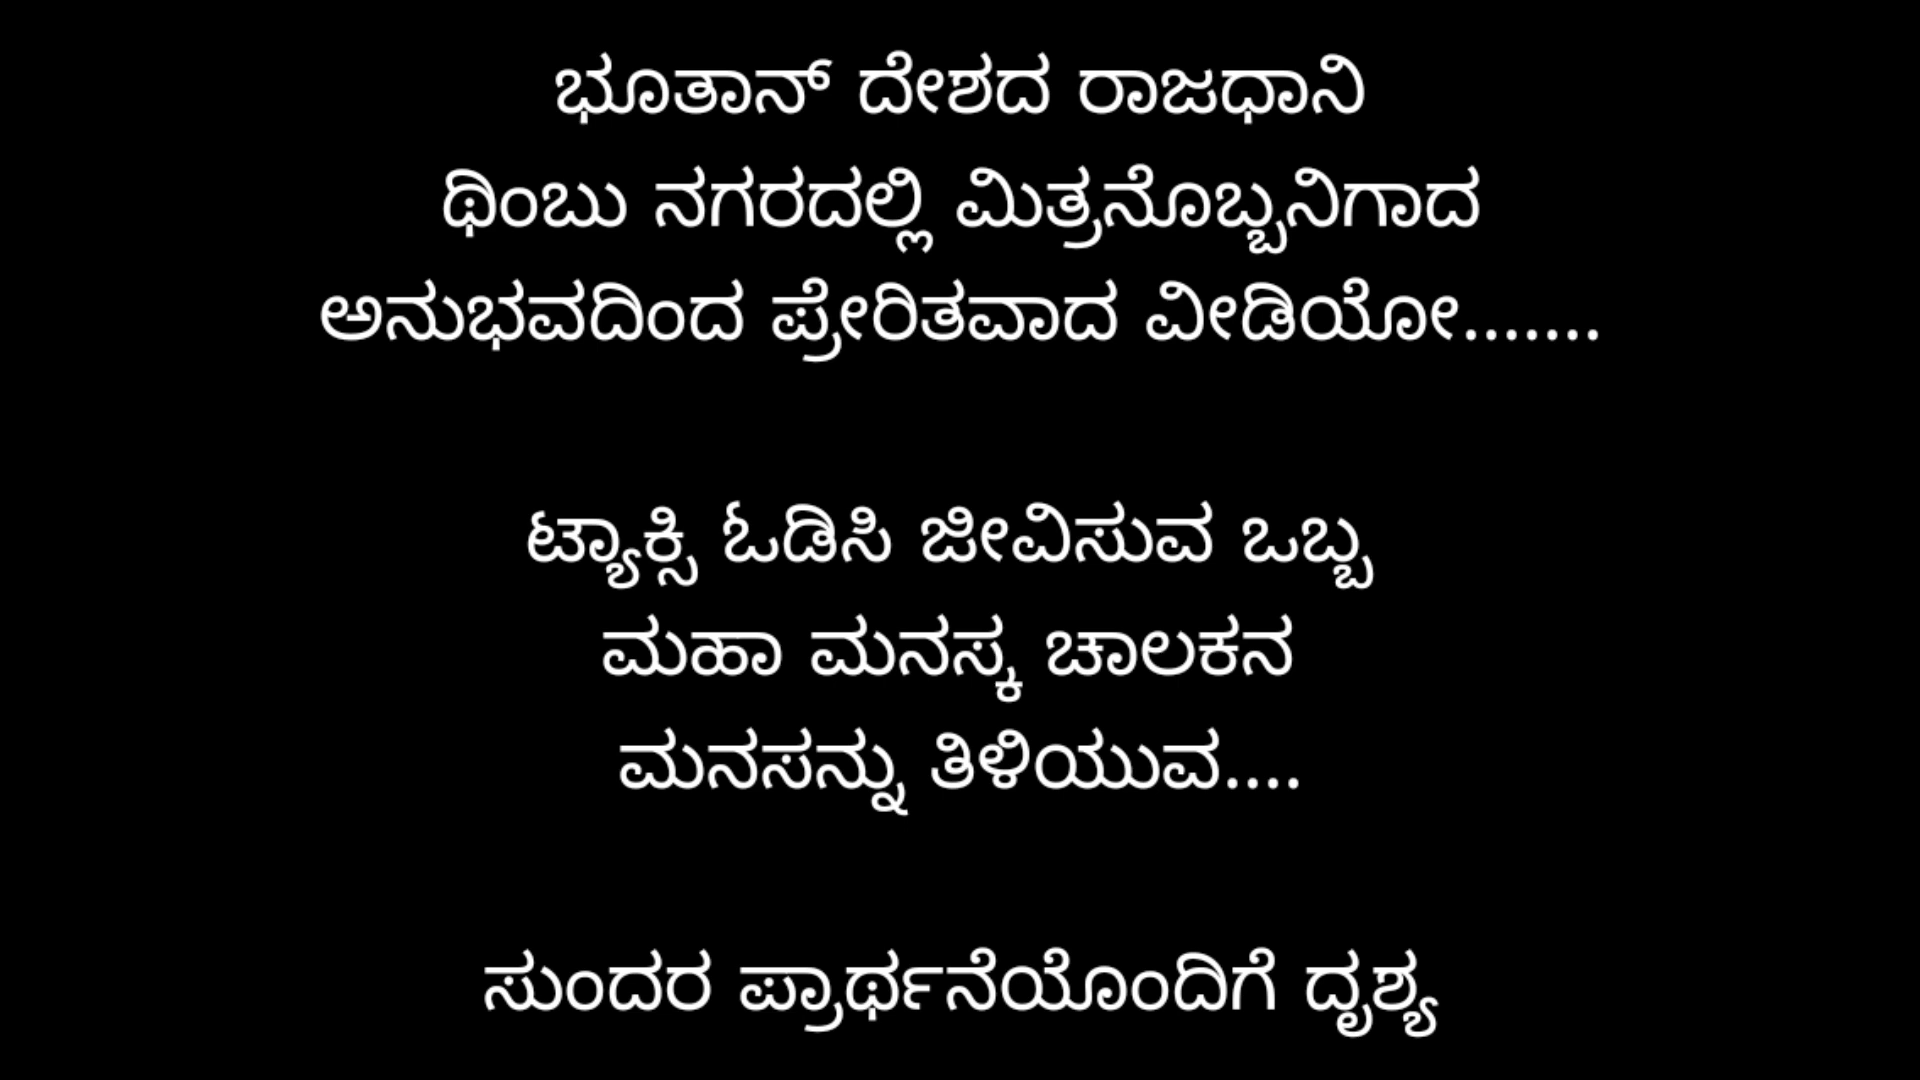 ಭೂತಾನ್ ದೇಶದ ರಾಜಧಾನಿ
ಥಿಂಬು ನಗರದಲ್ಲಿ ಮಿತ್ರನೊಬ್ಬನಿಗಾದ
ಅನುಭವದಿಂದ ಪ್ರೇರಿತವಾದ ವೀಡಿಯೋ.......
ಟ್ಯಾಕ್ಸಿ ಓಡಿಸಿ ಜೀವಿಸುವ ಒಬ್ಬ
ಮಹಾ ಮನಸ್ಕ ಚಾಲಕನ
ಮನಸನ್ನು ತಿಳಿಯುವ....
ಸುಂದರ ಪ್ರಾರ್ಥನೆಯೊಂದಿಗೆ ದೃಶ್ಯ